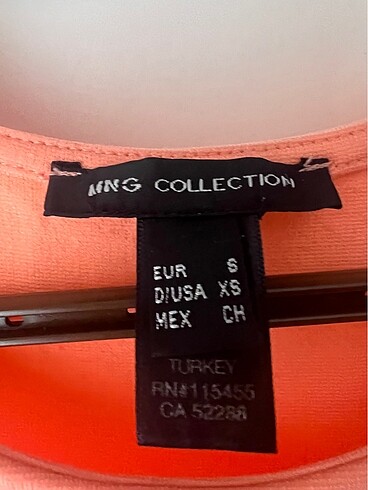 MNG COLLECTION
EUR S
D/USA XS
MEX CH
TURKEY
RN#115455
CA 52288